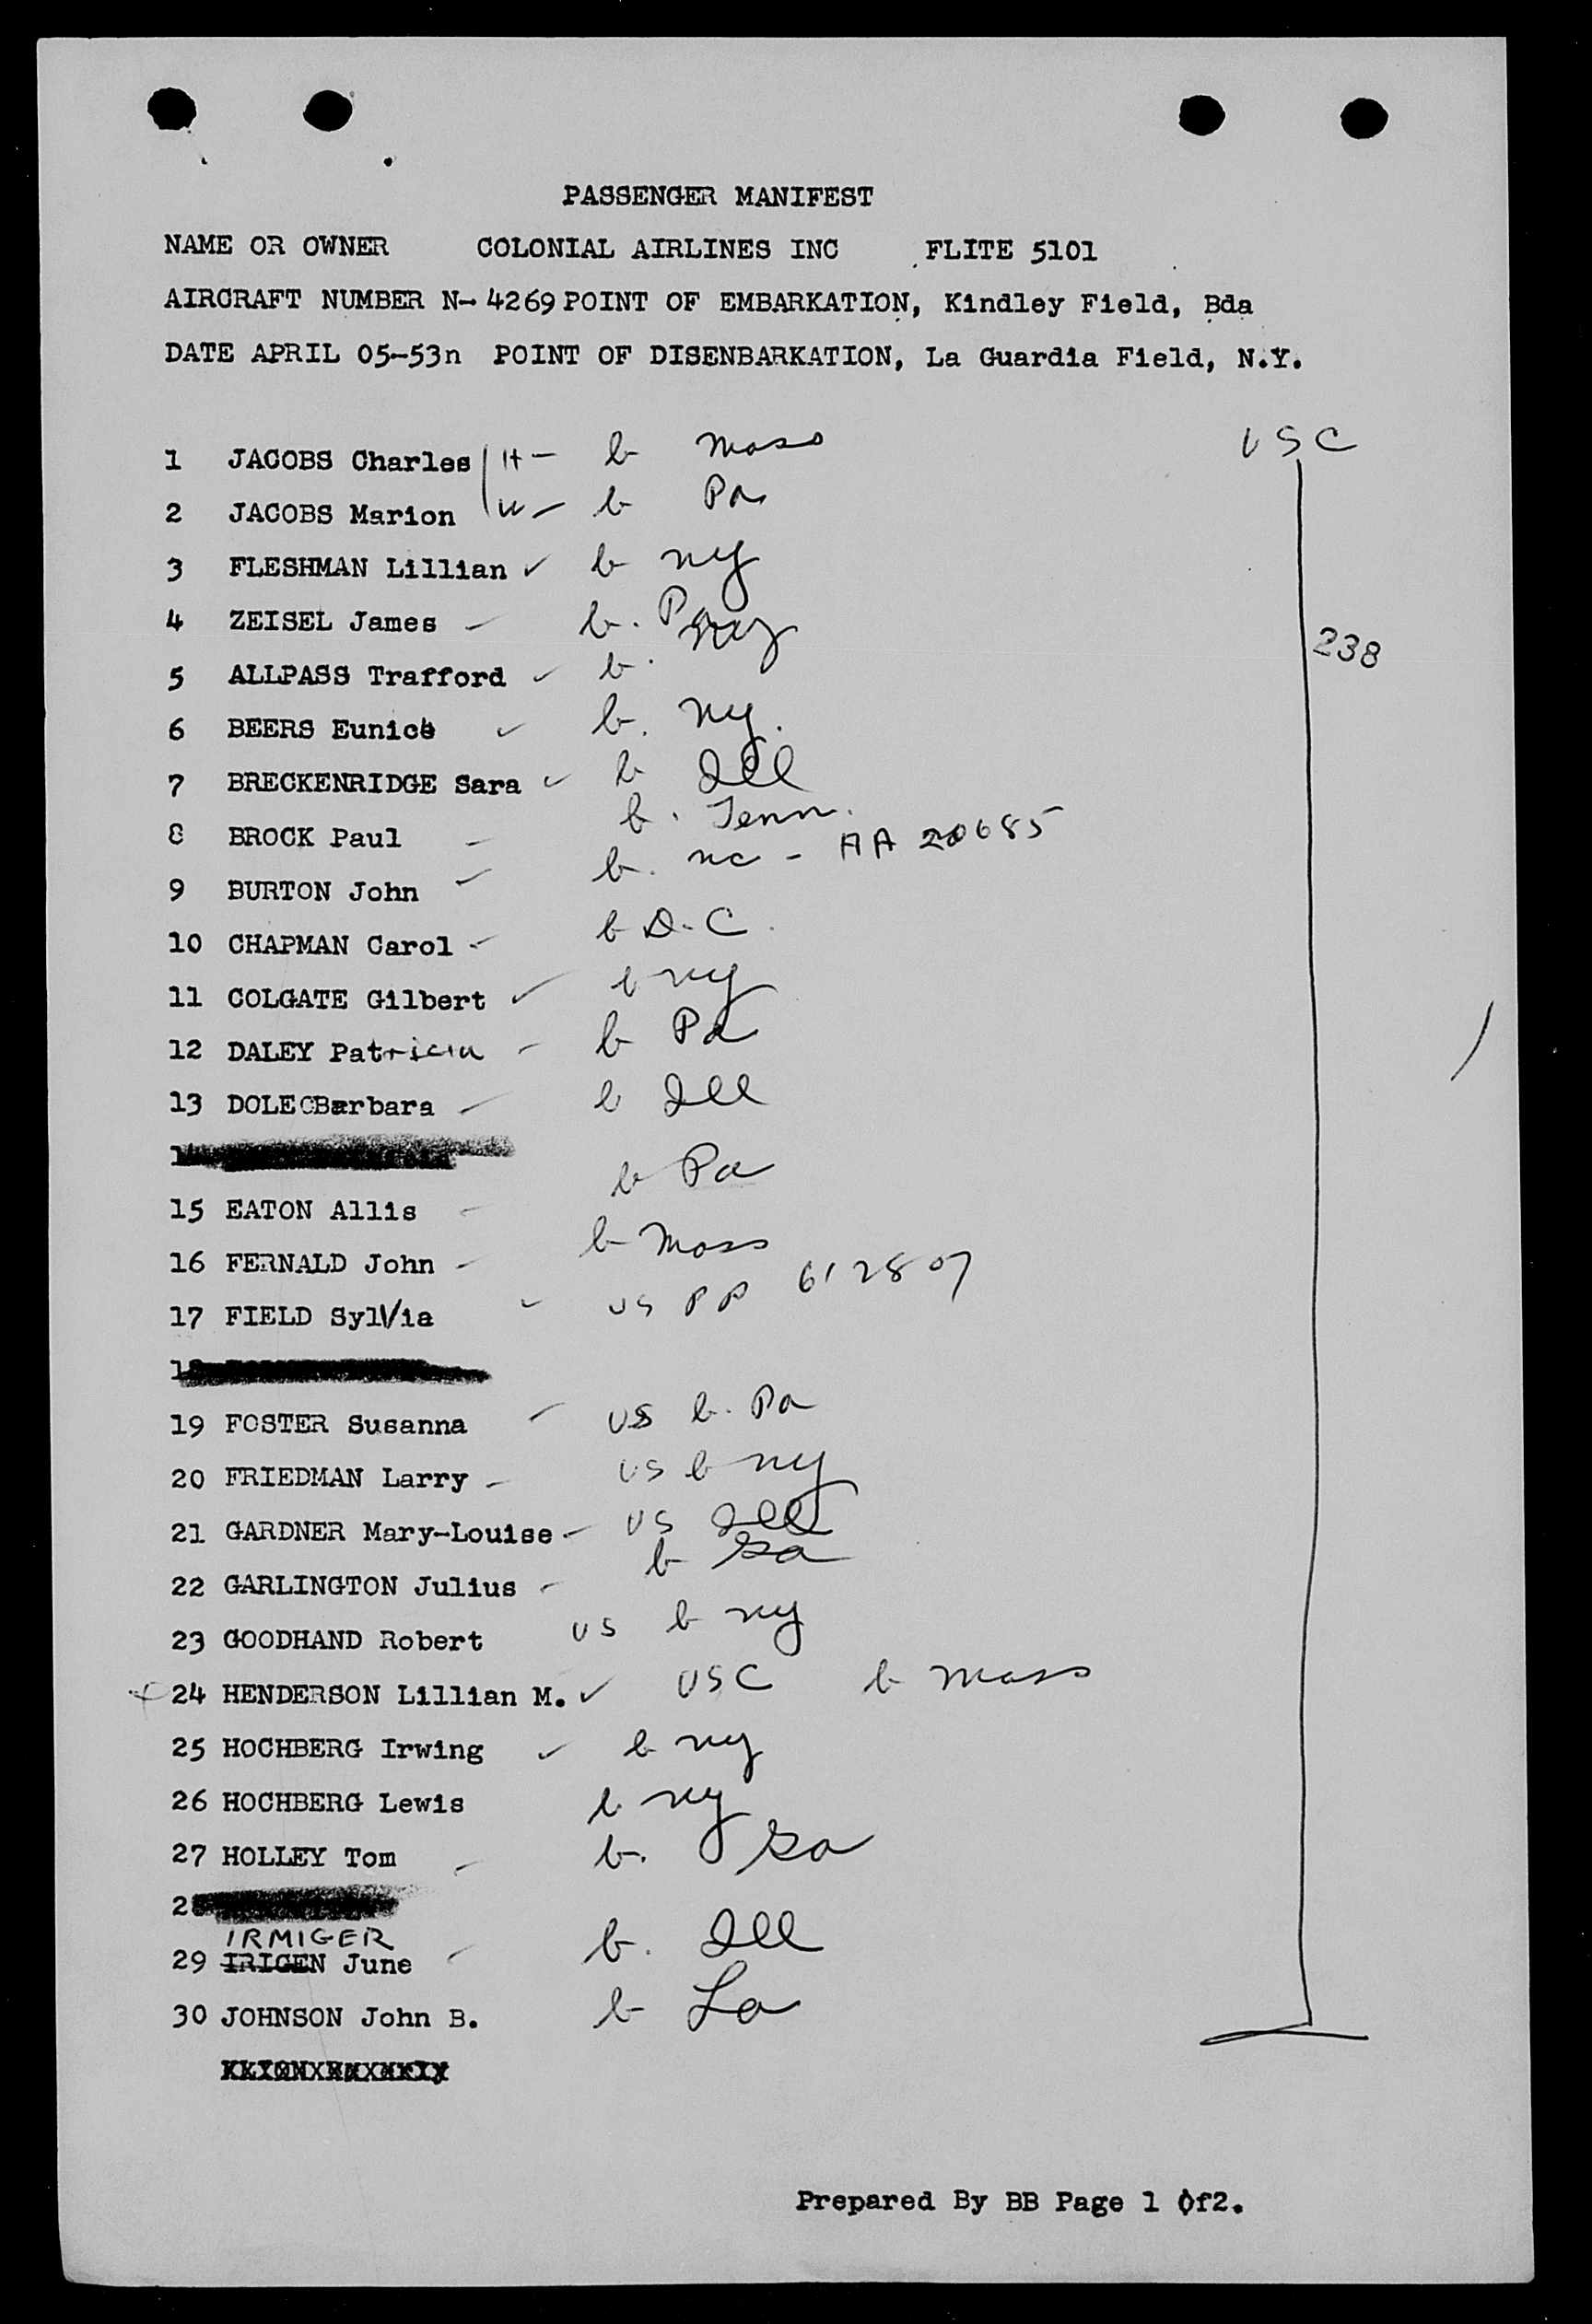 PASSENGER MANIFEST
NAME OR OWNER COLONIAL AIRLINES INC FLITE 5101
AIRCRAFT NUMBER N-4269 POINT OF EMBARKATION, Kindley Field, Bda
DATE APRIL 05-53n POINT OF DISENBARKATION, La Guardia Field, N.Y.
USC
1 JACOBS Charles H - b Mass
2 JACOBS Marion W - b Pa
3 FLESHMAN Lillian ✓ b ny
4 ZEISEL James b. Pa
238
5 ALLPASS Trafford ✓ b. ny
6 BEERS Eunice ✓ b. ny.
7 BRECKENRIDGE Sara ✓ b Ill
8 BROCK Paul b. Tenn.
9 BURTON John b. nc - AA 20685
10 CHAPMAN Carol b D.C.
11 COLGATE Gilbert ✓ b ny
12 DALEY Patricia b Pa
13 DOLE Barbara b Ill
15 EATON Allis b Pa
16 FERNALD John b Mass
17 FIELD Sylvia ✓ US PP 612807
19 FOSTER Susanna US b. Pa
20 FRIEDMAN Larry US b ny
21 GARDNER Mary-Louise US Ill
22 GARLINGTON Julius b Ga
23 GOODHAND Robert US b ny
24 HENDERSON Lillian M. ✓ USC b Mass
25 HOCHBERG Irwing ✓ b ny
26 HOCHBERG Lewis b ny
27 HOLLEY Tom b. Ga
IRMIGER
29 IRIGEN June b. Ill
30 JOHNSON John B. b La
Prepared By BB Page 1 Of2.